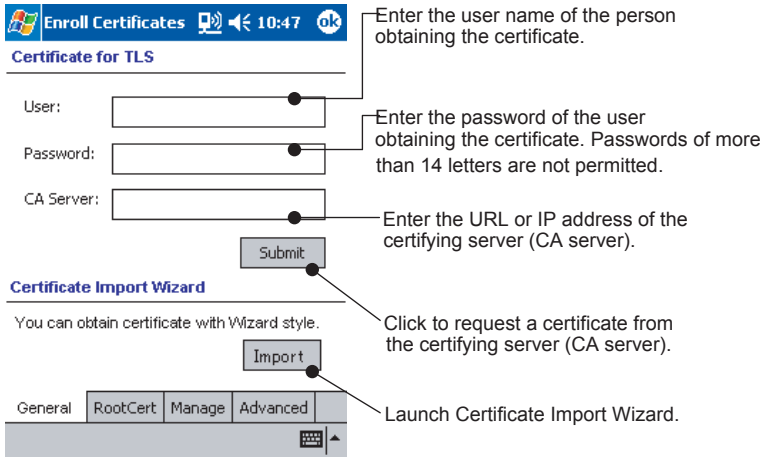 Enroll Certificates 10:47 ok
Certificate for TLS
User:
Password:
CA Server:
Submit
Certificate Import Wizard
You can obtain certificate with Wizard style.
Import
General RootCert Manage Advanced
Enter the user name of the person
obtaining the certificate.
Enter the password of the user
obtaining the certificate. Passwords of more
than 14 letters are not permitted.
Enter the URL or IP address of the
certifying server (CA server).
Click to request a certificate from
the certifying server (CA server).
Launch Certificate Import Wizard.